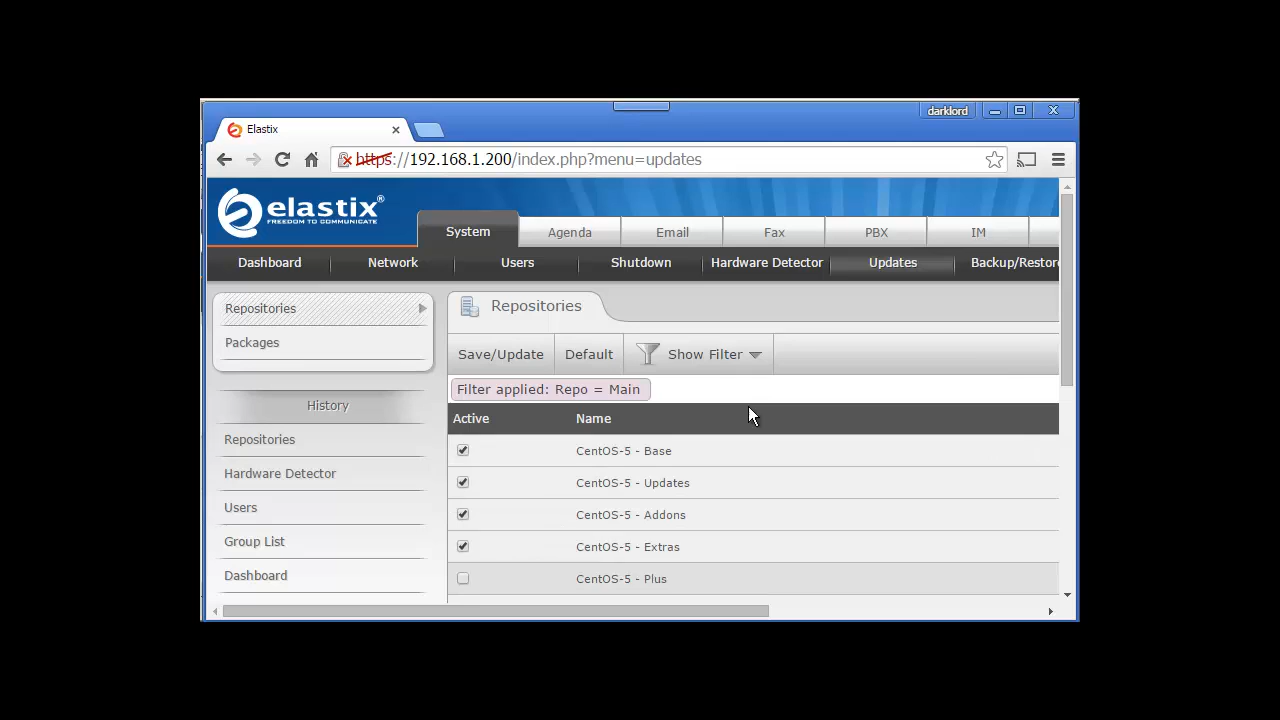 darklord
Elastix
https://192.168.1.200/index.php?menu=updates
elastix®
FREEDOM TO COMMUNICATE
System Agenda Email Fax PBX IM
Dashboard Network Users Shutdown Hardware Detector Updates Backup/Restore
Repositories
Packages
History
Repositories
Hardware Detector
Users
Group List
Dashboard
Repositories
Save/Update Default Show Filter
Filter applied: Repo = Main
Active Name
CentOS-5 - Base
CentOS-5 - Updates
CentOS-5 - Addons
CentOS-5 - Extras
CentOS-5 - Plus